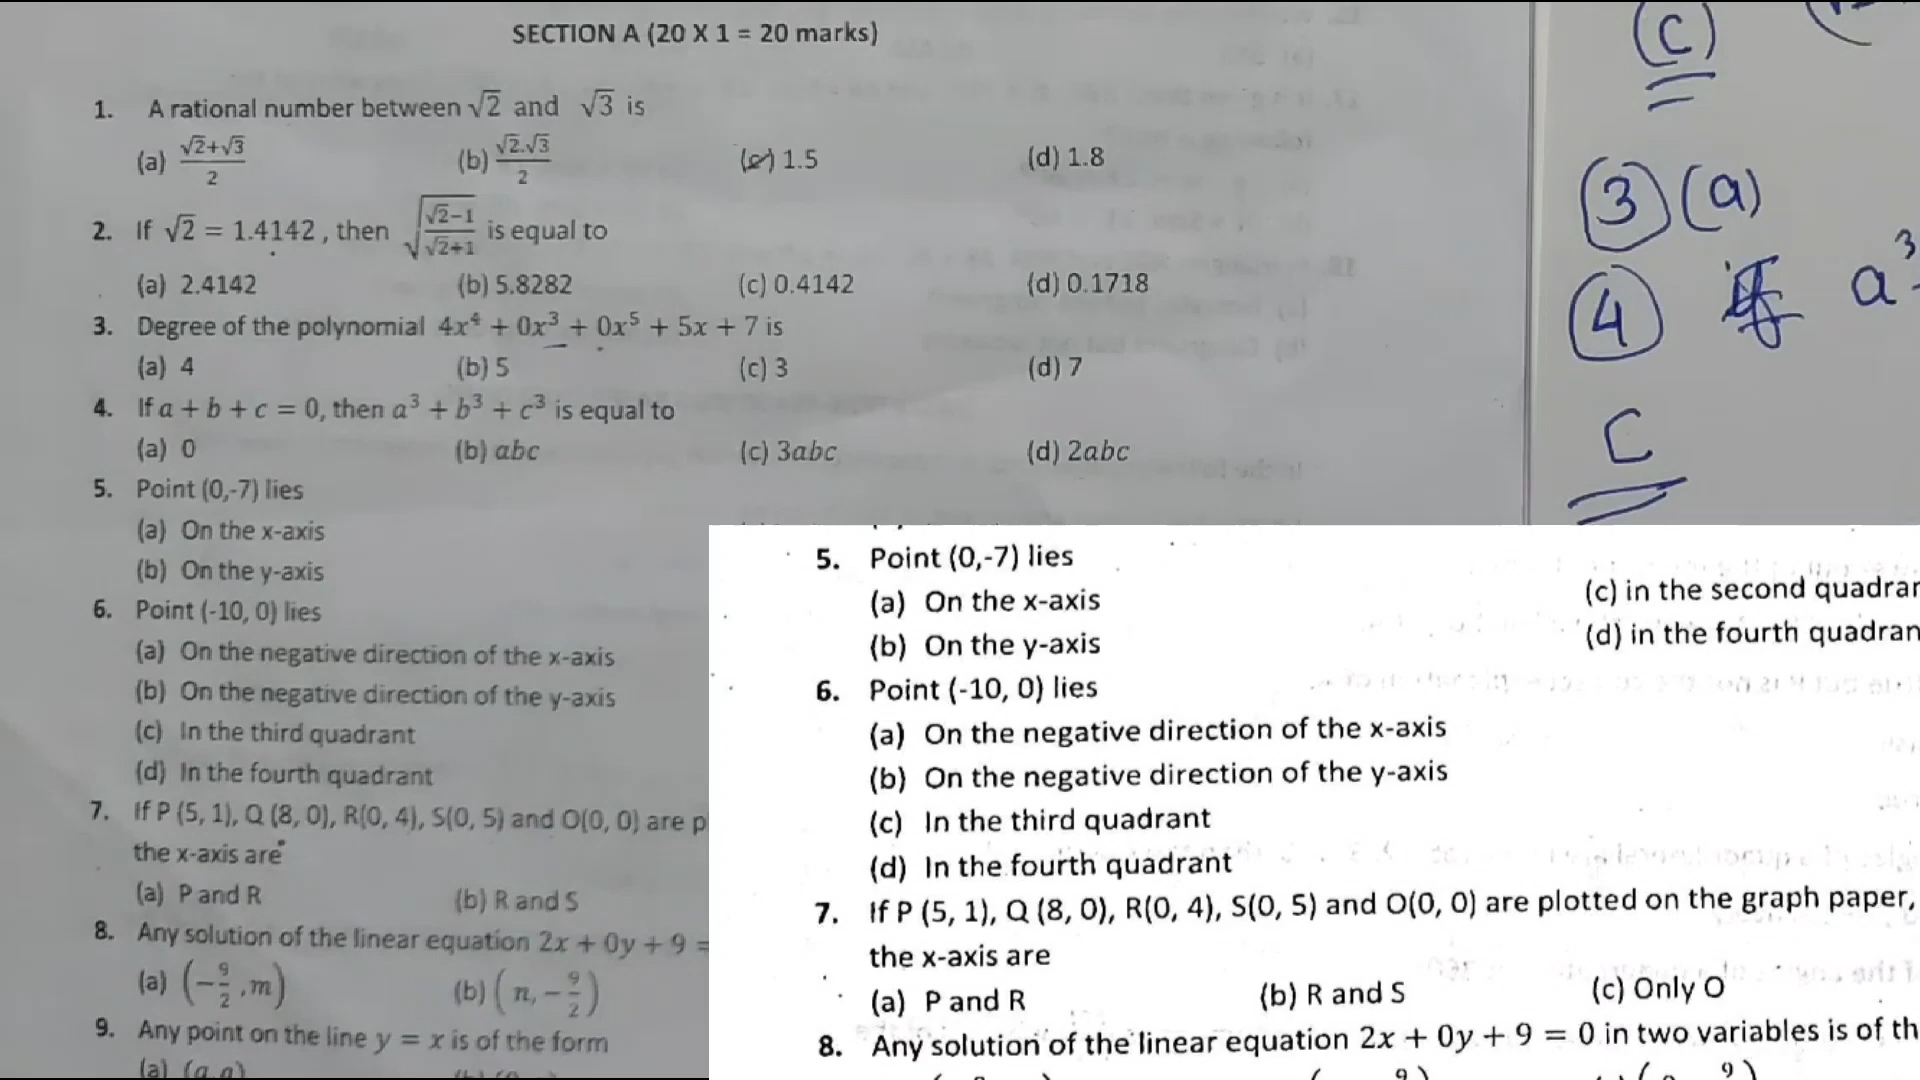 SECTION A (20 X 1 = 20 marks)
1. A rational number between √2 and √3 is
(a) (√2+√3)/2 (b) (√2.√3)/2 (c) 1.5 (d) 1.8
2. If √2 = 1.4142 , then √((√2−1)/(√2+1)) is equal to
(a) 2.4142 (b) 5.8282 (c) 0.4142 (d) 0.1718
3. Degree of the polynomial 4x⁴ + 0x³ + 0x⁵ + 5x + 7 is
(a) 4 (b) 5 (c) 3 (d) 7
4. If a + b + c = 0, then a³ + b³ + c³ is equal to
(a) 0 (b) abc (c) 3abc (d) 2abc
5. Point (0,-7) lies
(a) On the x-axis
(b) On the y-axis
6. Point (-10, 0) lies
(a) On the negative direction of the x-axis
(b) On the negative direction of the y-axis
(c) In the third quadrant
(d) In the fourth quadrant
7. If P (5, 1), Q (8, 0), R(0, 4), S(0, 5) and O(0, 0) are p
the x-axis are
(a) P and R (b) R and S
8. Any solution of the linear equation 2x + 0y + 9 =
(a) (−9/2 , m) (b) ( n, −9/2 )
9. Any point on the line y = x is of the form
(a) (a, a)
(c)
3 (a)
4 a³
C
5. Point (0,-7) lies
(a) On the x-axis (c) in the second quadran
(b) On the y-axis (d) in the fourth quadran
6. Point (-10, 0) lies
(a) On the negative direction of the x-axis
(b) On the negative direction of the y-axis
(c) In the third quadrant
(d) In the fourth quadrant
7. If P (5, 1), Q (8, 0), R(0, 4), S(0, 5) and O(0, 0) are plotted on the graph paper,
the x-axis are
(a) P and R (b) R and S (c) Only O
8. Any solution of the linear equation 2x + 0y + 9 = 0 in two variables is of th